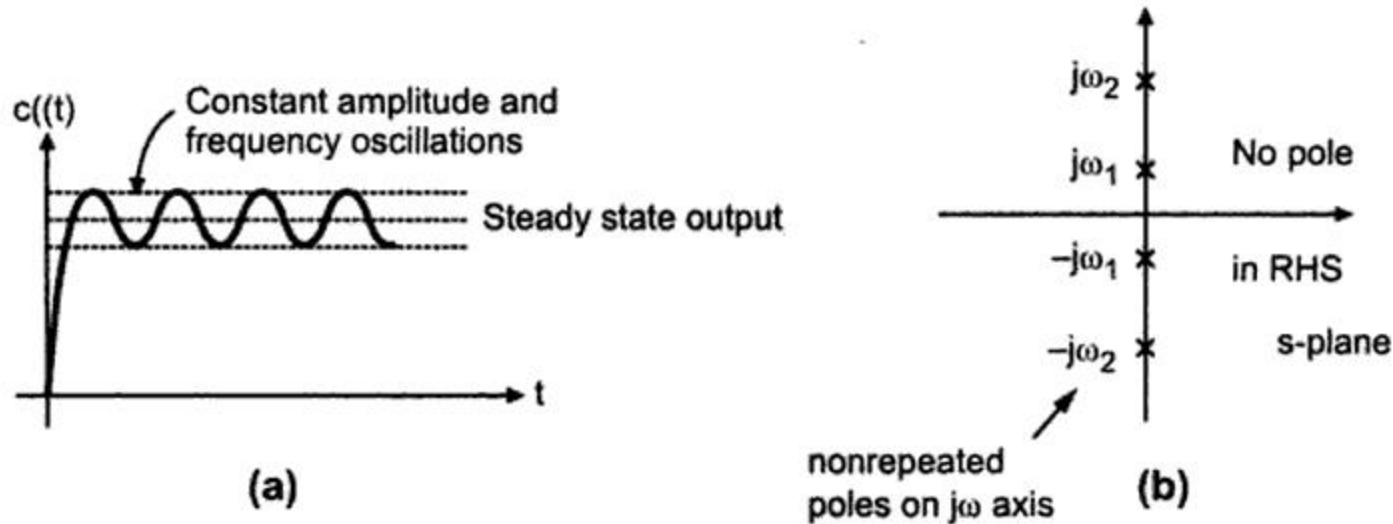 c((t)
Constant amplitude and
frequency oscillations
Steady state output
t
(a)
jω2
jω1
No pole
–jω1
in RHS
–jω2
s-plane
nonrepeated
poles on jω axis
(b)